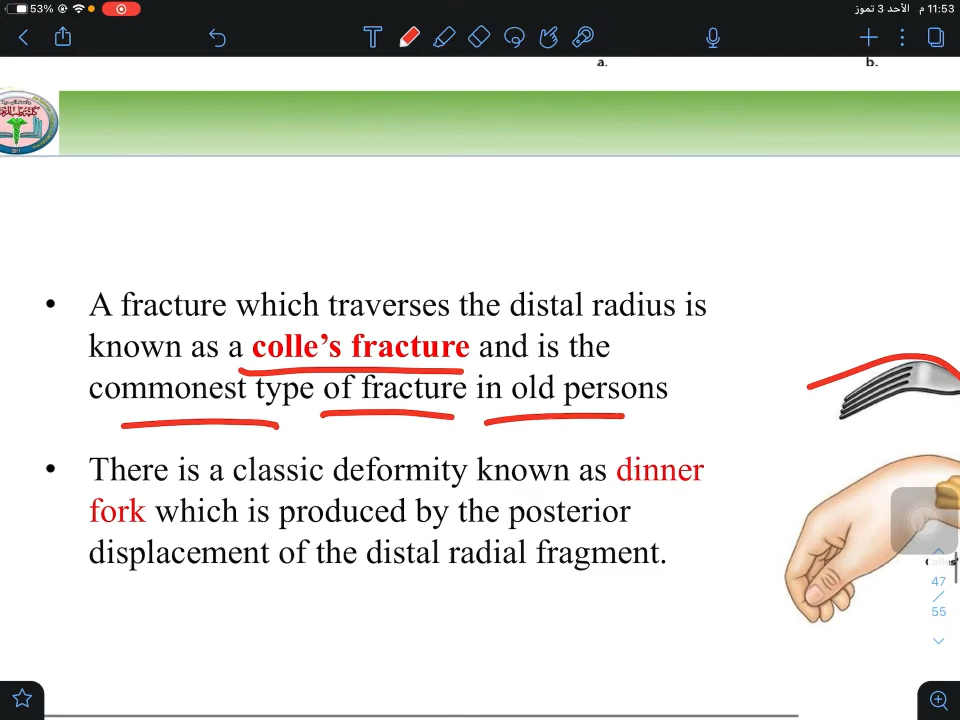 53%
11:53 م الأحد 3 تموز
a. b.
• A fracture which traverses the distal radius is
known as a colle’s fracture and is the
commonest type of fracture in old persons
• There is a classic deformity known as dinner
fork which is produced by the posterior
displacement of the distal radial fragment.
47
/
55